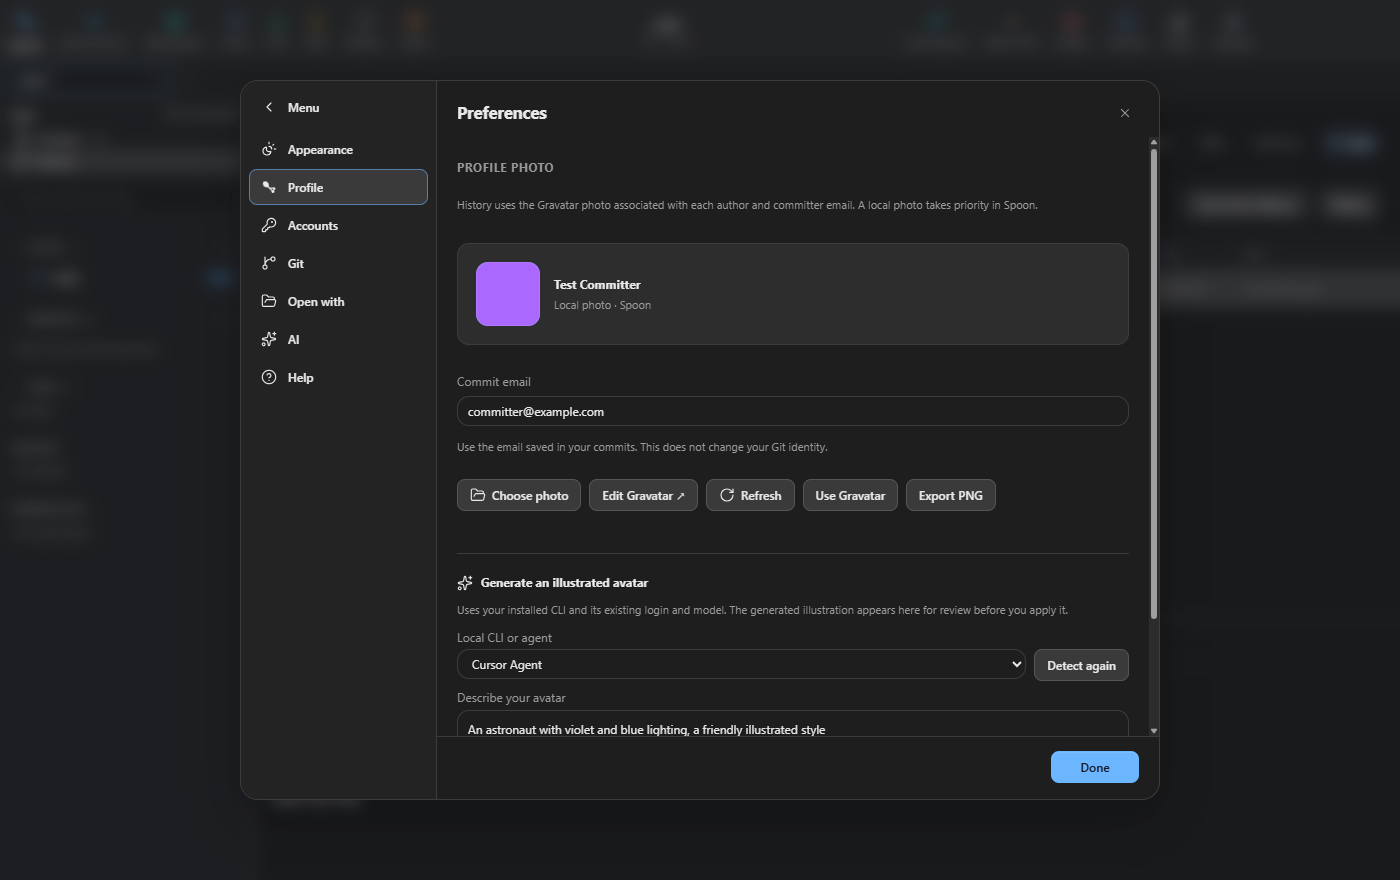 Menu
Appearance
Profile
Accounts
Git
Open with
AI
Help
Preferences
PROFILE PHOTO
History uses the Gravatar photo associated with each author and committer email. A local photo takes priority in Spoon.
Test Committer
Local photo · Spoon
Commit email
committer@example.com
Use the email saved in your commits. This does not change your Git identity.
Choose photo
Edit Gravatar ↗
Refresh
Use Gravatar
Export PNG
Generate an illustrated avatar
Uses your installed CLI and its existing login and model. The generated illustration appears here for review before you apply it.
Local CLI or agent
Cursor Agent
Detect again
Describe your avatar
An astronaut with violet and blue lighting, a friendly illustrated style
Done